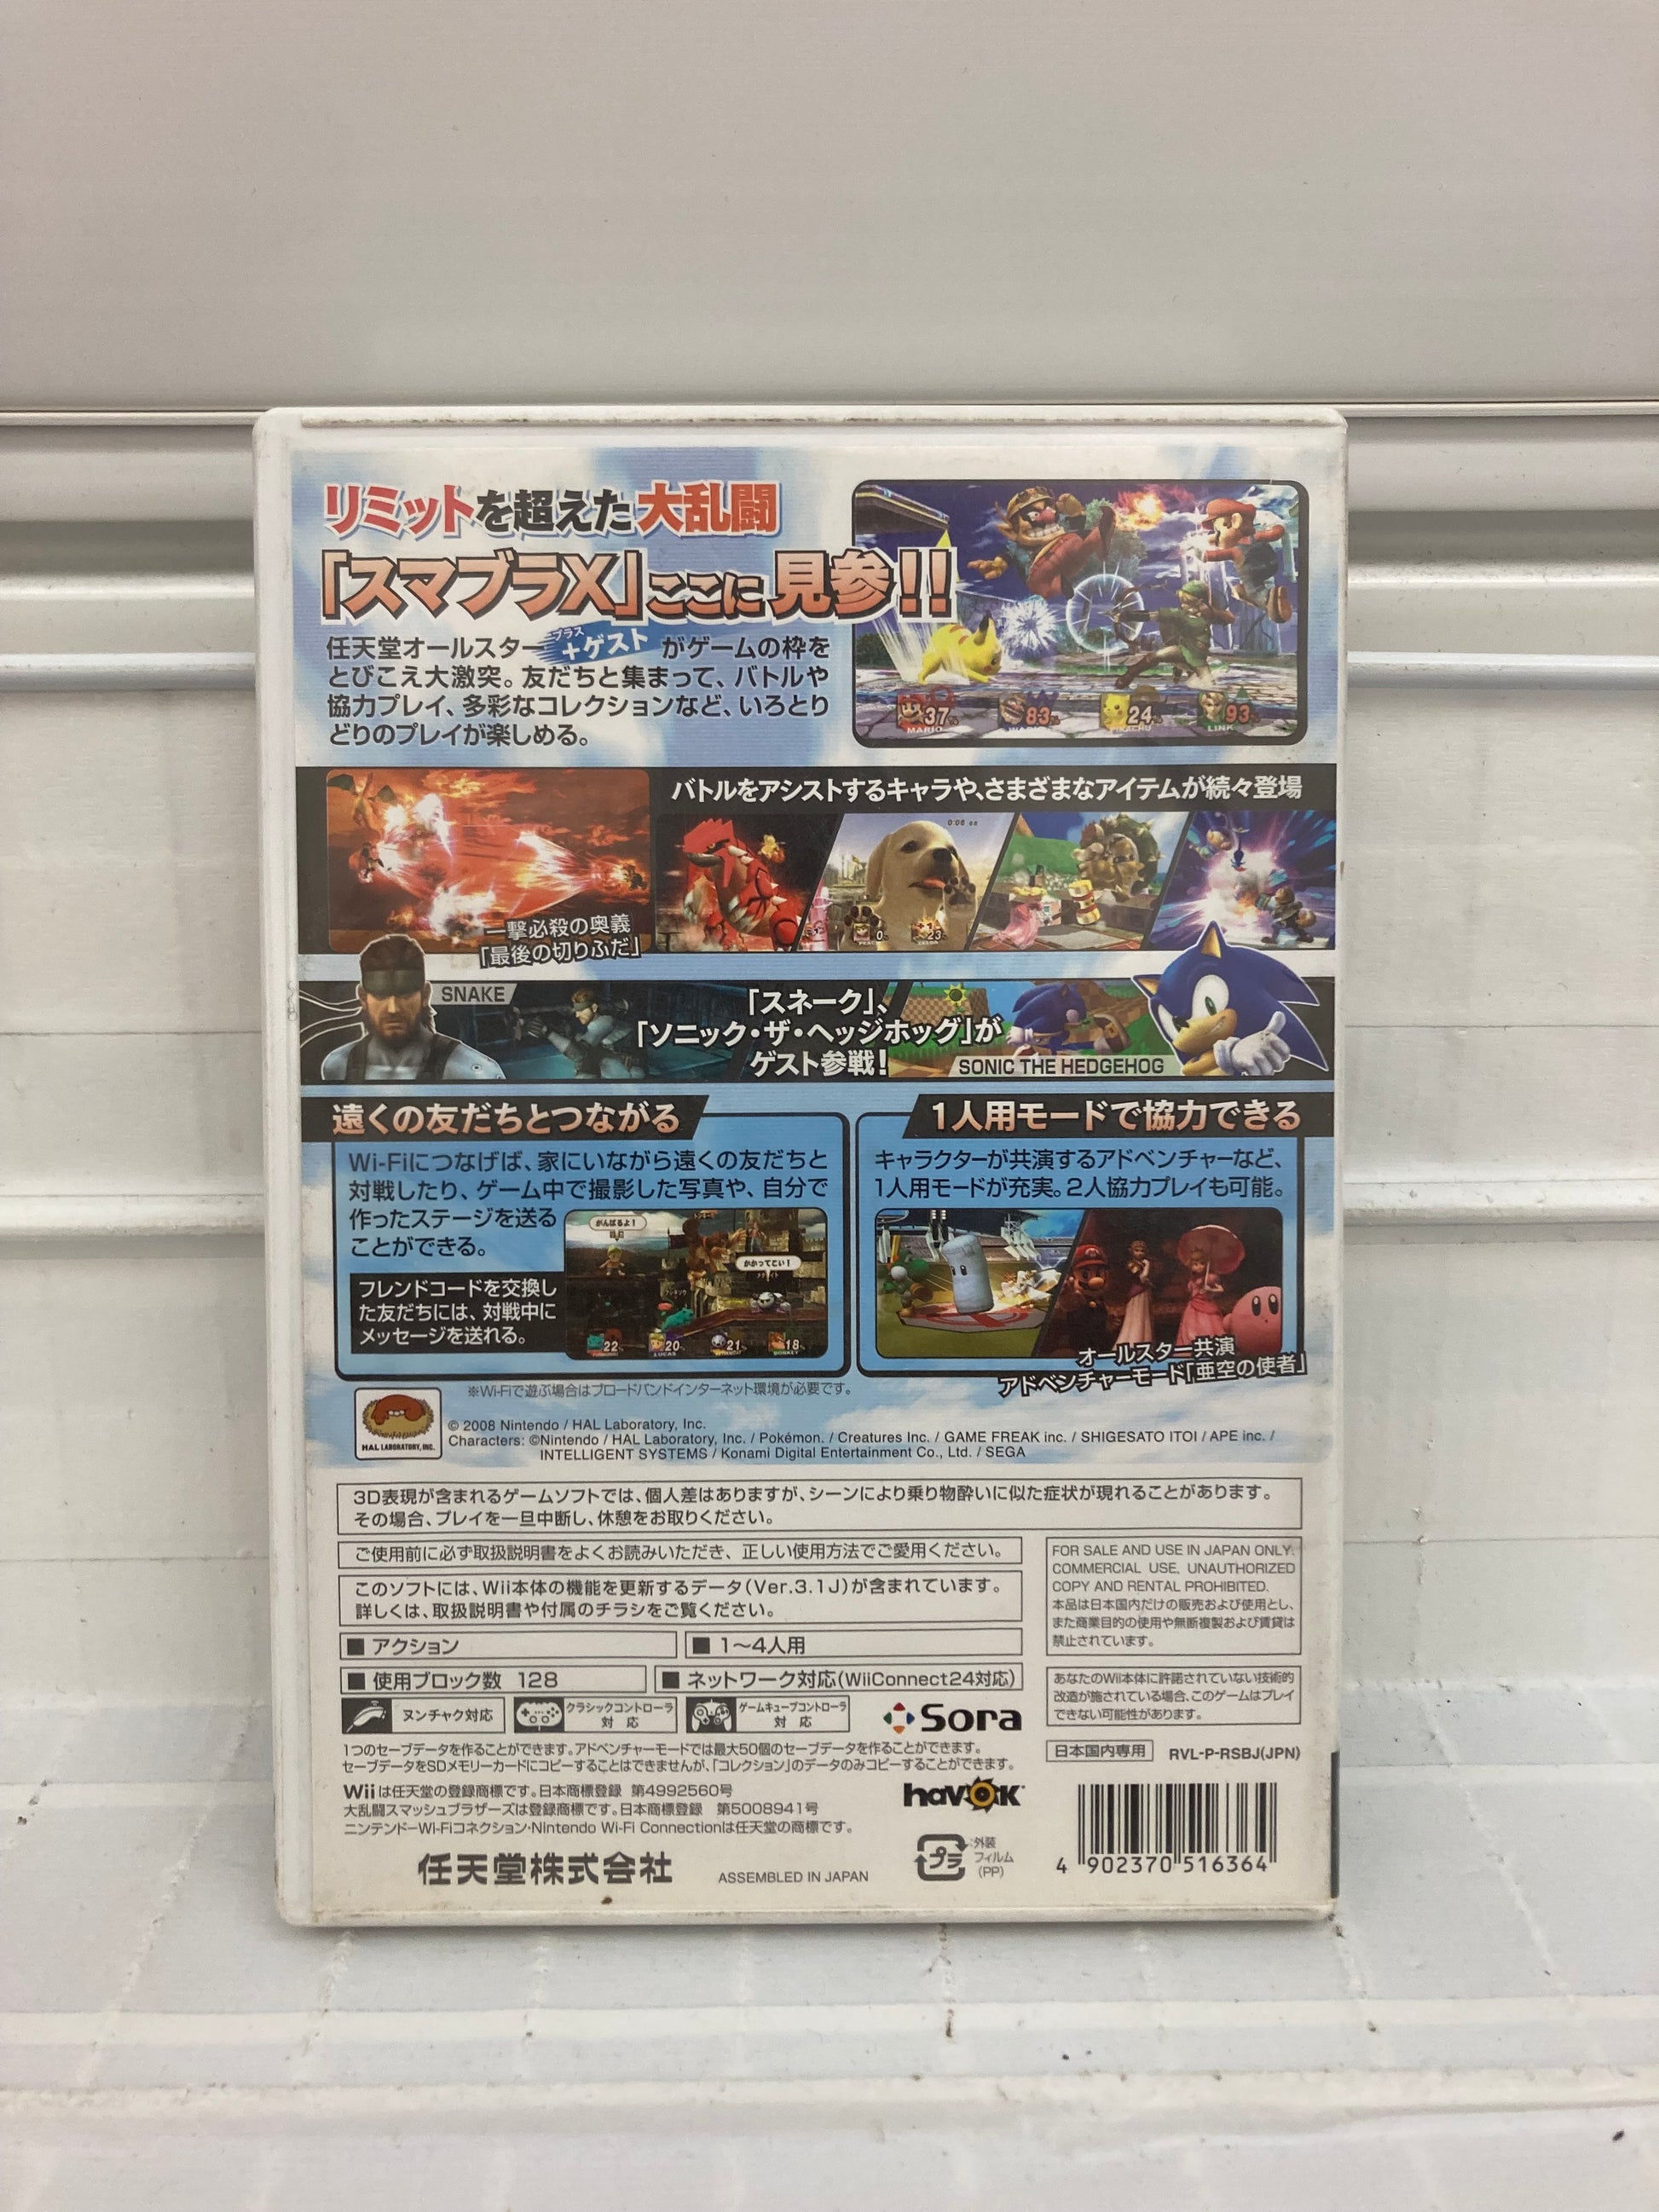 リミットを超えた大乱闘
「スマブラX」ここに見参!!
任天堂オールスター+ゲストがゲームの枠を
プラス
とびこえ大激突。友だちと集まって、バトルや
協力プレイ、多彩なコレクションなど、いろとり
どりのプレイが楽しめる。
37%
83%
24%
93%
MARIO
PIKACHU
LINK
バトルをアシストするキャラや、さまざまなアイテムが続々登場
一撃必殺の奥義
「最後の切りふだ」
SNAKE
「スネーク」、
「ソニック・ザ・ヘッジホッグ」が
ゲスト参戦!
SONIC THE HEDGEHOG
遠くの友だちとつながる
Wi-Fiにつなげば、家にいながら遠くの友だちと
対戦したり、ゲーム中で撮影した写真や、自分で
作ったステージを送る
ことができる。
フレンドコードを交換し
た友だちには、対戦中に
メッセージを送れる。
がんばるよ!
かかってこい!
22%
20%
21%
18%
LUCAS
1人用モードで協力できる
キャラクターが共演するアドベンチャーなど、
1人用モードが充実。2人協力プレイも可能。
オールスター共演
アドベンチャーモード「亜空の使者」
※Wi-Fiで遊ぶ場合はブロードバンドインターネット環境が必要です。
HAL LABORATORY, INC.
© 2008 Nintendo / HAL Laboratory, Inc.
Characters: ©Nintendo / HAL Laboratory, Inc. / Pokémon. / Creatures Inc. / GAME FREAK inc. / SHIGESATO ITOI / APE inc. /
INTELLIGENT SYSTEMS / Konami Digital Entertainment Co., Ltd. / SEGA
3D表現が含まれるゲームソフトでは、個人差はありますが、シーンにより乗り物酔いに似た症状が現れることがあります。
その場合、プレイを一旦中断し、休憩をお取りください。
ご使用前に必ず取扱説明書をよくお読みいただき、正しい使用方法でご愛用ください。
このソフトには、Wii本体の機能を更新するデータ(Ver.3.1J)が含まれています。
詳しくは、取扱説明書や付属のチラシをご覧ください。
■ アクション
■ 1〜4人用
■ 使用ブロック数 128
■ ネットワーク対応(WiiConnect24対応)
ヌンチャク対応
クラシックコントローラ
対 応
ゲームキューブコントローラ
対 応
Sora
FOR SALE AND USE IN JAPAN ONLY.
COMMERCIAL USE, UNAUTHORIZED
COPY AND RENTAL PROHIBITED.
本品は日本国内だけの販売および使用とし、
また商業目的の使用や無断複製および賃貸は
禁止されています。
あなたのWii本体に許諾されていない技術的
改造が施されている場合、このゲームはプレイ
できない可能性があります。
日本国内専用
RVL-P-RSBJ(JPN)
1つのセーブデータを作ることができます。アドベンチャーモードでは最大50個のセーブデータを作ることができます。
セーブデータをSDメモリーカードにコピーすることはできませんが、「コレクション」のデータのみコピーすることができます。
Wiiは任天堂の登録商標です。日本商標登録 第4992560号
大乱闘スマッシュブラザーズは登録商標です。日本商標登録 第5008941号
ニンテンドーWi-Fiコネクション・Nintendo Wi-Fi Connectionは任天堂の商標です。
havok
プラ
:外装
フィルム
(PP)
任天堂株式会社
ASSEMBLED IN JAPAN
4 902370 516364